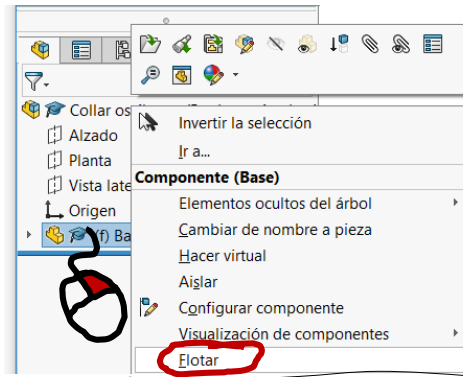 Collar os
Invertir la selección
Alzado
Ir a...
Planta
Componente (Base)
Vista late
Elementos ocultos del árbol
Origen
Cambiar de nombre a pieza
(f) Ba
Hacer virtual
Aislar
Configurar componente
Visualización de componentes
Flotar